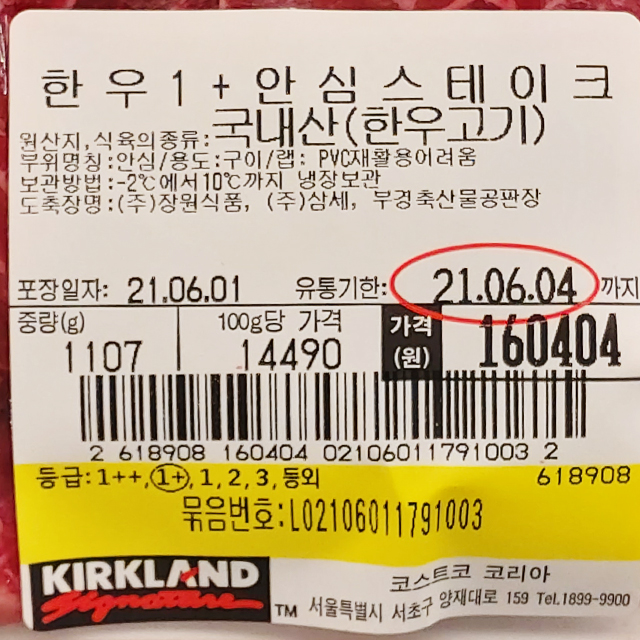 한우1+안심스테이크
원산지,식육의종류: 국내산(한우고기)
부위명칭:안심/용도:구이/랩: PVC재활용어려움
보관방법:-2℃에서10℃까지 냉장보관
도축장명:(주)장원식품, (주)삼세, 부경축산물공판장
포장일자: 21.06.01 유통기한: 21.06.04 까지
중량(g) 100g당 가격 가격(원)
1107 14490 160404
2 618908 160404 02106011791003 2
등급:1++,1+,1,2,3,등외 618908
묶음번호:L02106011791003
KIRKLAND 코스트코 코리아
Signature TM 서울특별시 서초구 양재대로 159 Tel.1899-9900